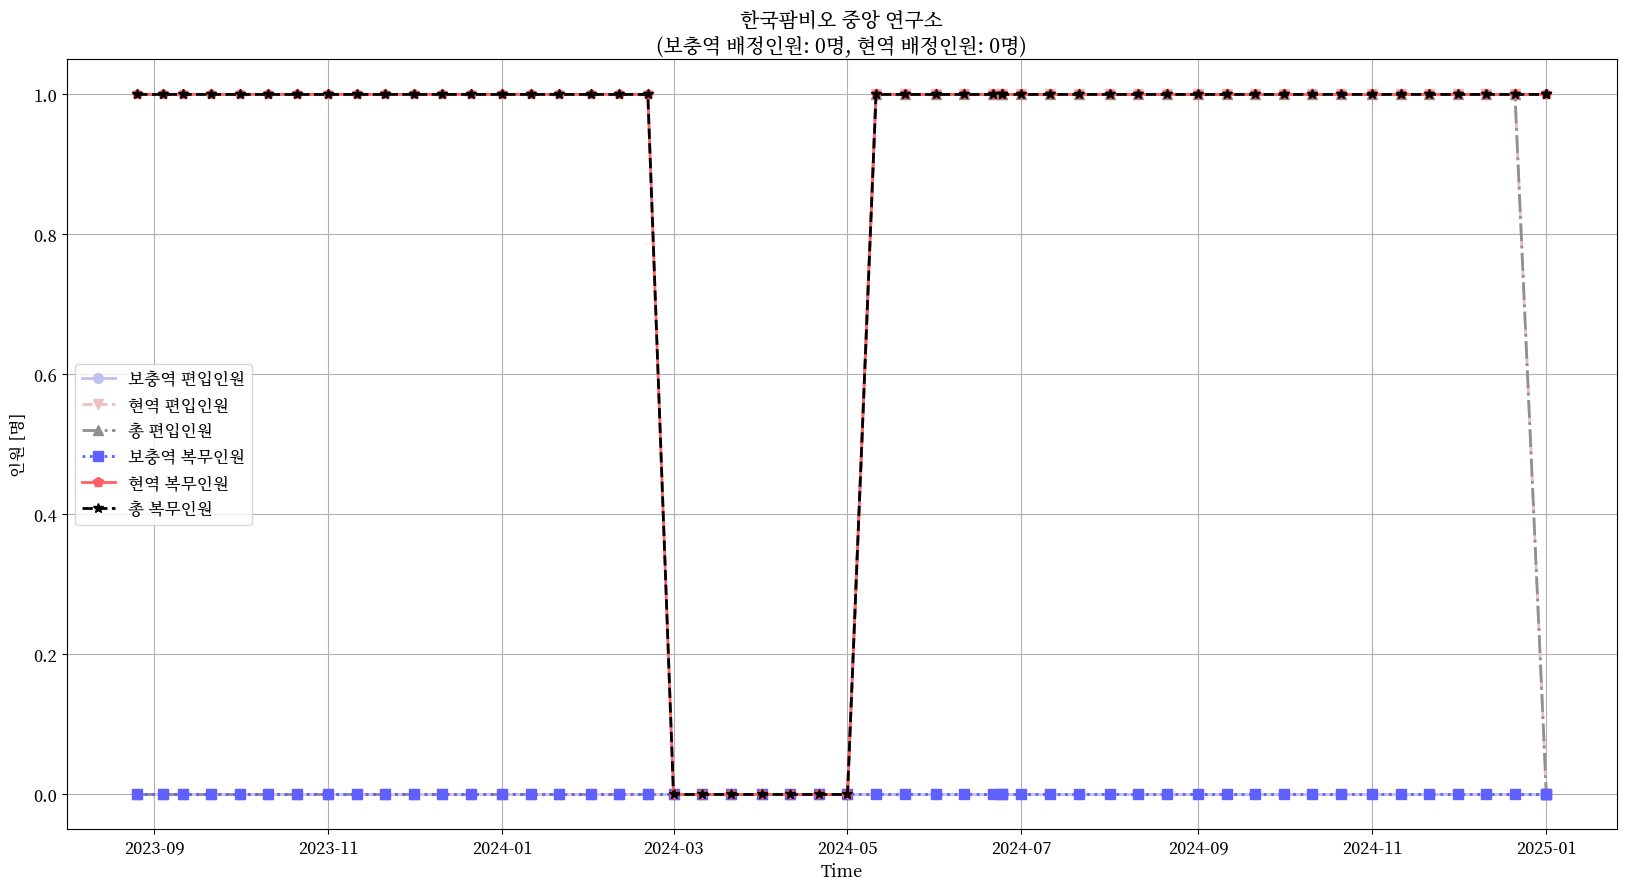 한국팜비오 중앙 연구소
(보충역 배정인원: 0명, 현역 배정인원: 0명)
인원 [명]
1.0
0.8
0.6
0.4
0.2
0.0
보충역 편입인원
현역 편입인원
총 편입인원
보충역 복무인원
현역 복무인원
총 복무인원
2023-09
2023-11
2024-01
2024-03
2024-05
2024-07
2024-09
2024-11
2025-01
Time